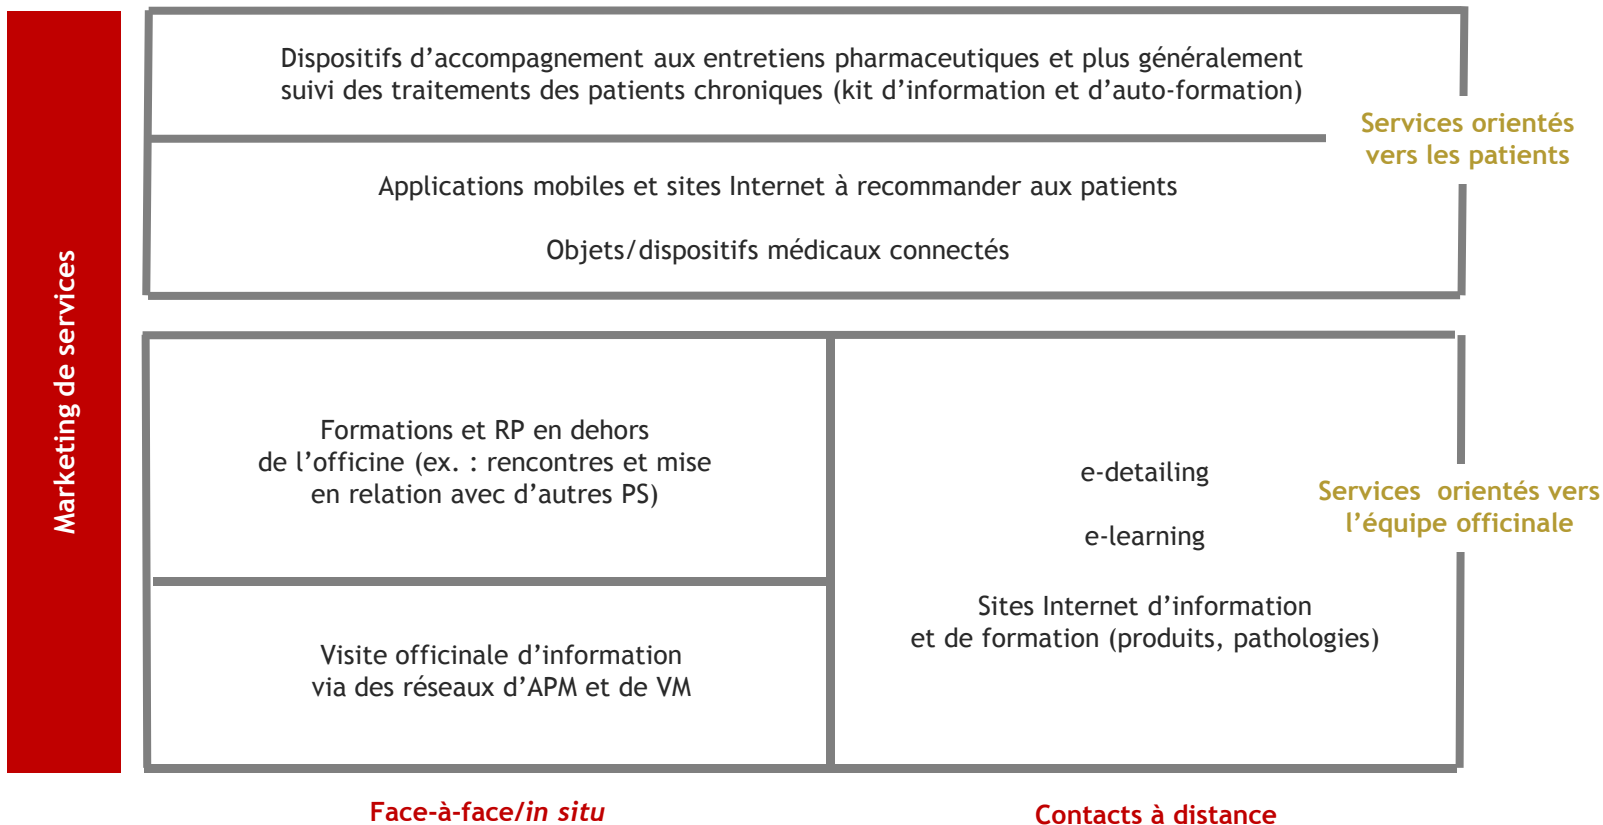 Marketing de services
Dispositifs d’accompagnement aux entretiens pharmaceutiques et plus généralement
suivi des traitements des patients chroniques (kit d’information et d’auto-formation)
Services orientés
vers les patients
Applications mobiles et sites Internet à recommander aux patients
Objets/dispositifs médicaux connectés
Formations et RP en dehors
de l’officine (ex. : rencontres et mise
en relation avec d’autres PS)
Visite officinale d’information
via des réseaux d’APM et de VM
e-detailing
e-learning
Sites Internet d’information
et de formation (produits, pathologies)
Services orientés vers
l’équipe officinale
Face-à-face/in situ
Contacts à distance